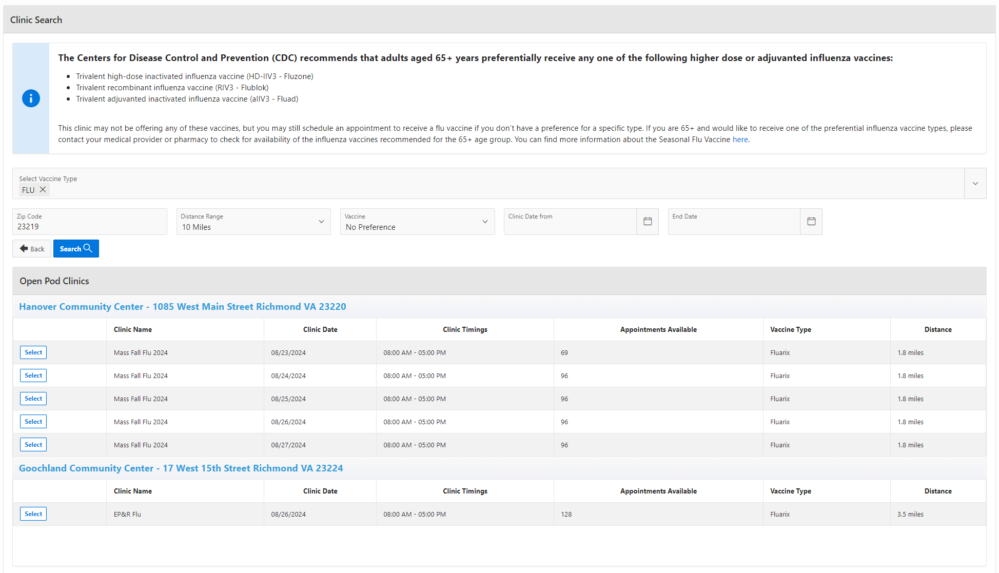 Clinic Search
The Centers for Disease Control and Prevention (CDC) recommends that adults aged 65+ years preferentially receive any one of the following higher dose or adjuvanted influenza vaccines:
Trivalent high-dose inactivated influenza vaccine (HD-IIV3 - Fluzone)
Trivalent recombinant influenza vaccine (RIV3 - Flublok)
Trivalent adjuvanted inactivated influenza vaccine (aIIV3 - Fluad)
This clinic may not be offering any of these vaccines, but you may still schedule an appointment to receive a flu vaccine if you don't have a preference for a specific type. If you are 65+ and would like to receive one of the preferential influenza vaccine types, please
contact your medical provider or pharmacy to check for availability of the influenza vaccines recommended for the 65+ age group. You can find more information about the Seasonal Flu Vaccine here.
Select Vaccine Type
FLU
Zip Code Distance Range Vaccine Clinic Date from End Date
23219 10 Miles No Preference
Back Search
Open Pod Clinics
Hanover Community Center - 1085 West Main Street Richmond VA 23220
Clinic Name Clinic Date Clinic Timings Appointments Available Vaccine Type Distance
Select Mass Fall Flu 2024 08/23/2024 08:00 AM - 05:00 PM 69 Fluarix 1.8 miles
Select Mass Fall Flu 2024 08/24/2024 08:00 AM - 05:00 PM 96 Fluarix 1.8 miles
Select Mass Fall Flu 2024 08/25/2024 08:00 AM - 05:00 PM 96 Fluarix 1.8 miles
Select Mass Fall Flu 2024 08/26/2024 08:00 AM - 05:00 PM 96 Fluarix 1.8 miles
Select Mass Fall Flu 2024 08/27/2024 08:00 AM - 05:00 PM 96 Fluarix 1.8 miles
Goochland Community Center - 17 West 15th Street Richmond VA 23224
Clinic Name Clinic Date Clinic Timings Appointments Available Vaccine Type Distance
Select EP&R Flu 08/26/2024 08:00 AM - 05:00 PM 128 Fluarix 3.5 miles